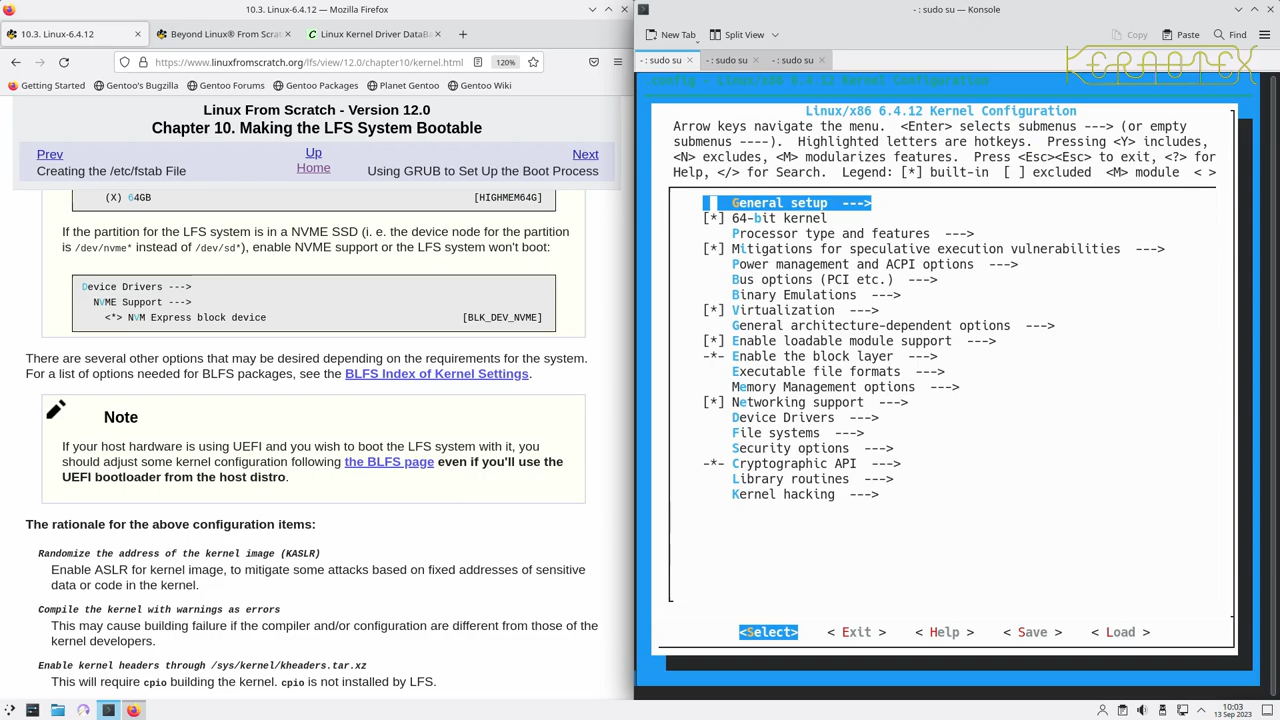 10.3. Linux-6.4.12 — Mozilla Firefox
10.3. Linux-6.4.12
Beyond Linux® From Scratch
Linux Kernel Driver DataBa
https://www.linuxfromscratch.org/lfs/view/12.0/chapter10/kernel.html
120%
Getting Started
Gentoo's Bugzilla
Gentoo Forums
Gentoo Packages
Planet Gentoo
Gentoo Wiki
Linux From Scratch - Version 12.0
Chapter 10. Making the LFS System Bootable
Prev
Up
Next
Creating the /etc/fstab File
Home
Using GRUB to Set Up the Boot Process
(X) 64GB [HIGHMEM64G]
If the partition for the LFS system is in a NVME SSD (i. e. the device node for the partition
is /dev/nvme* instead of /dev/sd*), enable NVME support or the LFS system won't boot:
Device Drivers --->
NVME Support --->
<*> NVM Express block device [BLK_DEV_NVME]
There are several other options that may be desired depending on the requirements for the system.
For a list of options needed for BLFS packages, see the BLFS Index of Kernel Settings.
Note
If your host hardware is using UEFI and you wish to boot the LFS system with it, you
should adjust some kernel configuration following the BLFS page even if you'll use the
UEFI bootloader from the host distro.
The rationale for the above configuration items:
Randomize the address of the kernel image (KASLR)
Enable ASLR for kernel image, to mitigate some attacks based on fixed addresses of sensitive
data or code in the kernel.
Compile the kernel with warnings as errors
This may cause building failure if the compiler and/or configuration are different from those of the
kernel developers.
Enable kernel headers through /sys/kernel/kheaders.tar.xz
This will require cpio building the kernel. cpio is not installed by LFS.
- : sudo su — Konsole
New Tab
Split View
Copy
Paste
Find
- : sudo su
- : sudo su
- : sudo su
KERNOTEX
.config - Linux/x86 6.4.12 Kernel Configuration
Linux/x86 6.4.12 Kernel Configuration
Arrow keys navigate the menu. <Enter> selects submenus ---> (or empty
submenus ----). Highlighted letters are hotkeys. Pressing <Y> includes,
<N> excludes, <M> modularizes features. Press <Esc><Esc> to exit, <?> for
Help, </> for Search. Legend: [*] built-in [ ] excluded <M> module < >
General setup --->
[*] 64-bit kernel
Processor type and features --->
[*] Mitigations for speculative execution vulnerabilities --->
Power management and ACPI options --->
Bus options (PCI etc.) --->
Binary Emulations --->
[*] Virtualization --->
General architecture-dependent options --->
[*] Enable loadable module support --->
-*- Enable the block layer --->
Executable file formats --->
Memory Management options --->
[*] Networking support --->
Device Drivers --->
File systems --->
Security options --->
-*- Cryptographic API --->
Library routines --->
Kernel hacking --->
<Select> < Exit > < Help > < Save > < Load >
10:03
13 Sep 2023